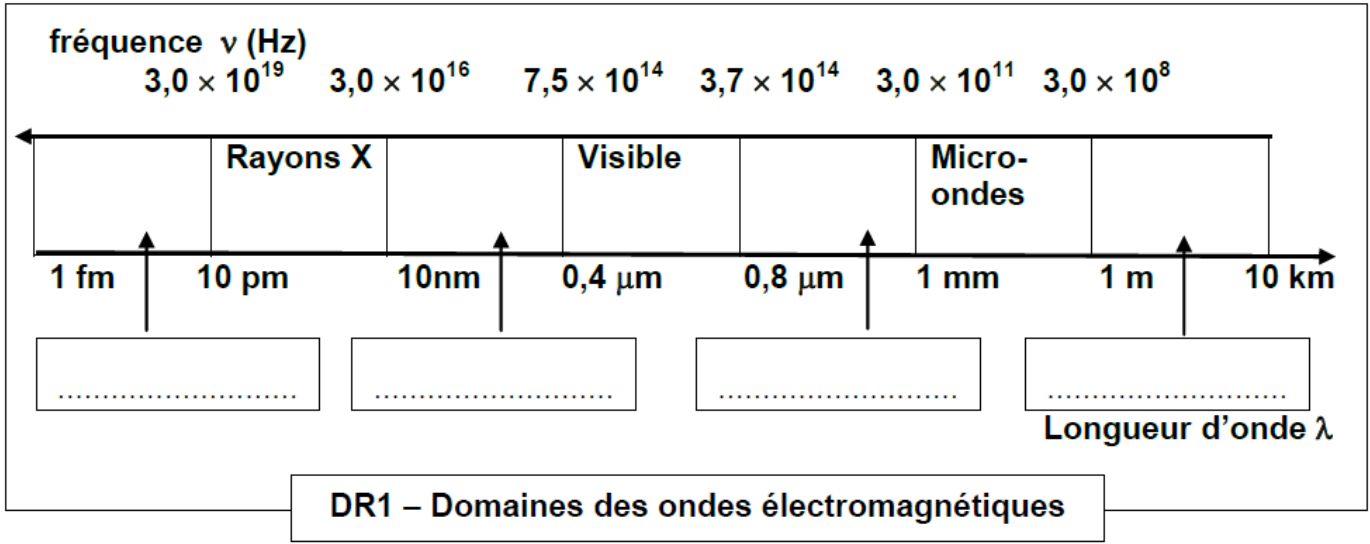 fréquence ν (Hz)
3,0 × 10¹⁹ 3,0 × 10¹⁶ 7,5 × 10¹⁴ 3,7 × 10¹⁴ 3,0 × 10¹¹ 3,0 × 10⁸
Rayons X Visible Micro-
ondes
1 fm 10 pm 10nm 0,4 μm 0,8 μm 1 mm 1 m 10 km
........................... ........................... ........................... ...........................
Longueur d’onde λ
DR1 – Domaines des ondes électromagnétiques